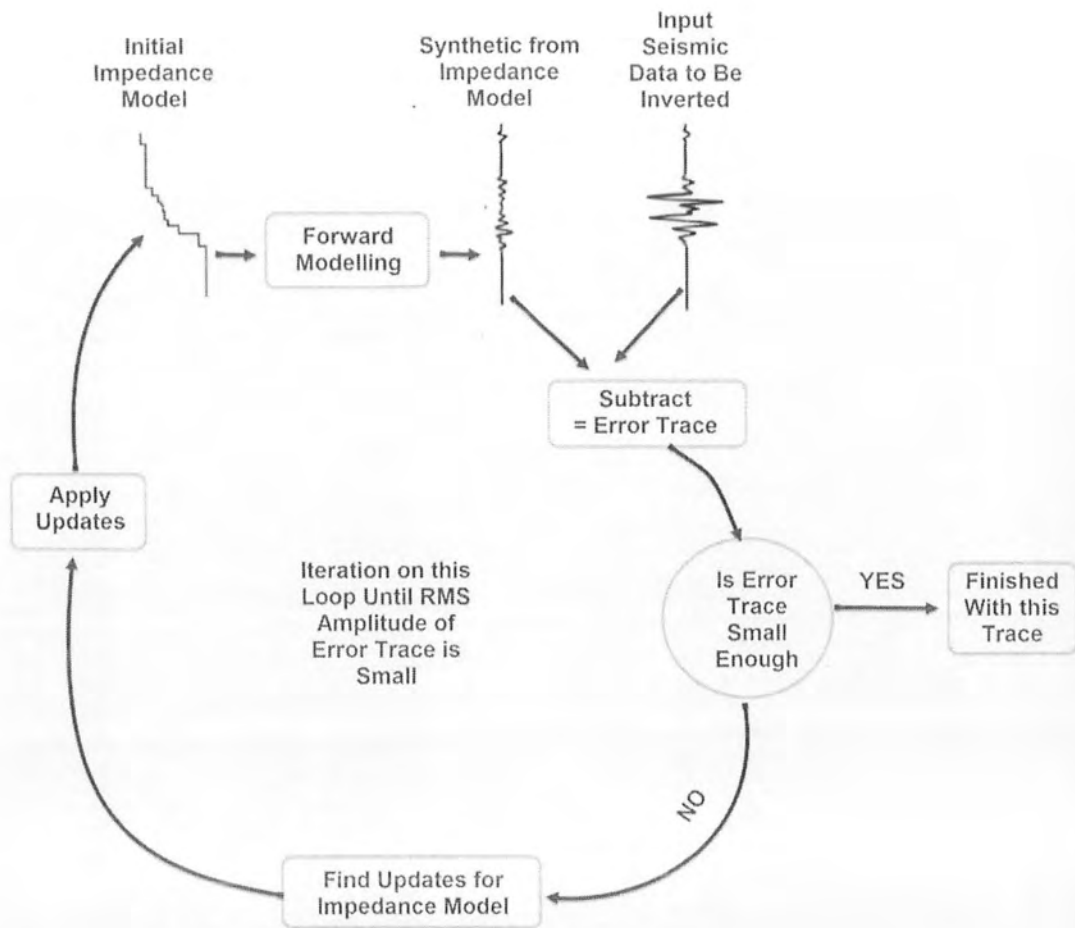 Initial
Impedance
Model
Synthetic from
Impedance
Model
Input
Seismic
Data to Be
Inverted
Forward
Modelling
Subtract
= Error Trace
Apply
Updates
Iteration on this
Loop Until RMS
Amplitude of
Error Trace is
Small
Is Error
Trace
Small
Enough
YES
Finished
With this
Trace
NO
Find Updates for
Impedance Model